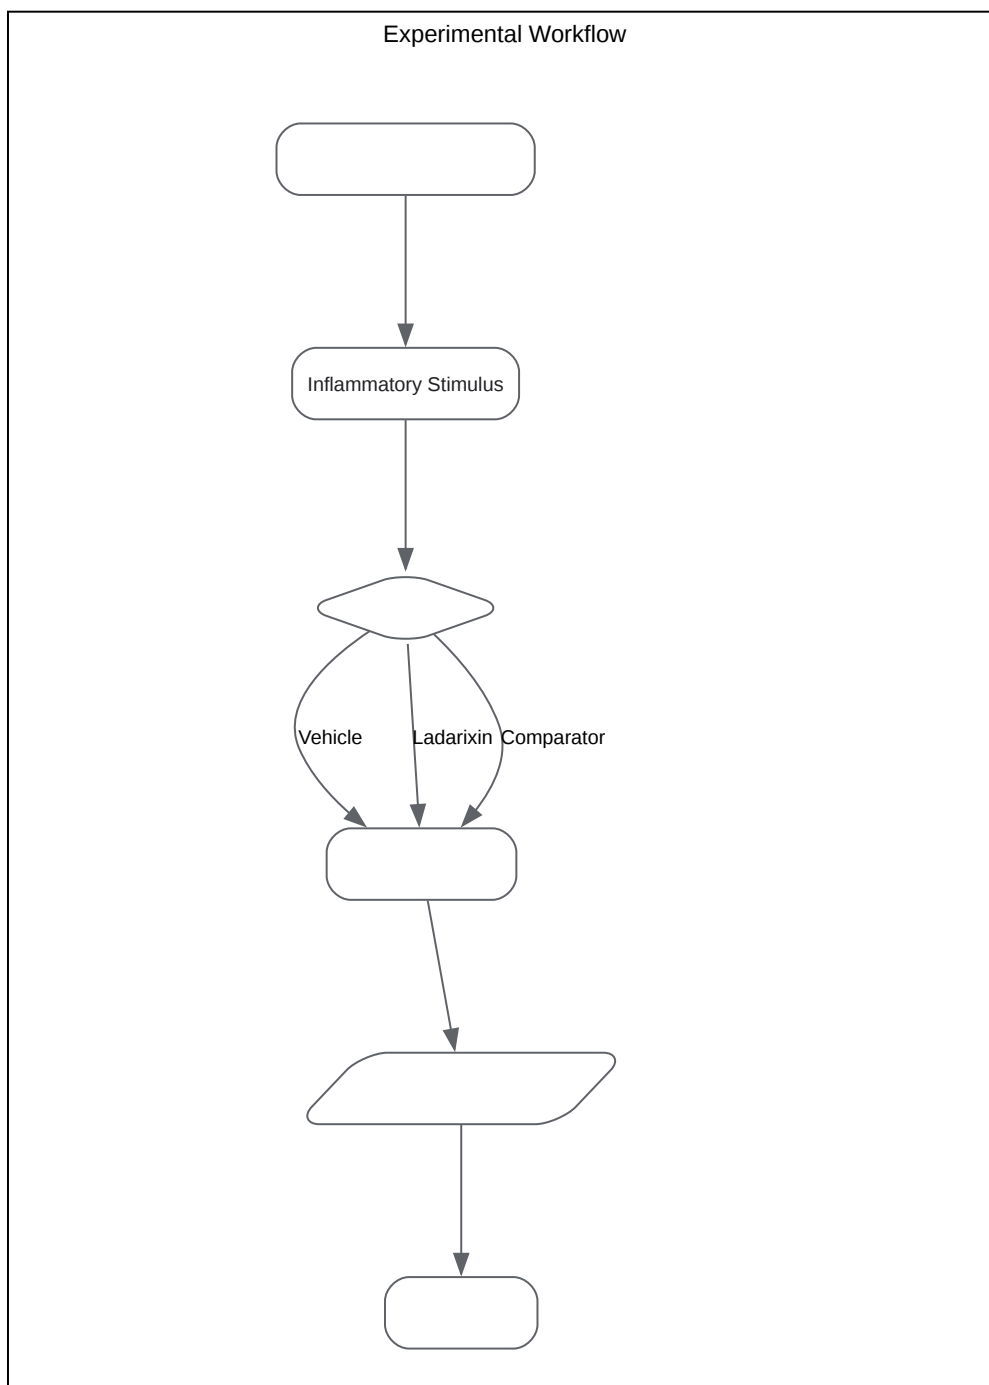 Experimental Workflow
Inflammatory Stimulus
Vehicle
Ladarixin
Comparator